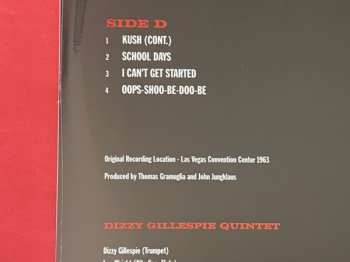 SIDE D
1 KUSH (CONT.)
2 SCHOOL DAYS
3 I CAN'T GET STARTED
4 OOPS-SHOO-BE-DOO-BE
Original Recording Location - Las Vegas Convention Center 1963
Produced by Thomas Gramuglia and John Jungklaus
DIZZY GILLESPIE QUINTET
Dizzy Gillespie (Trumpet)